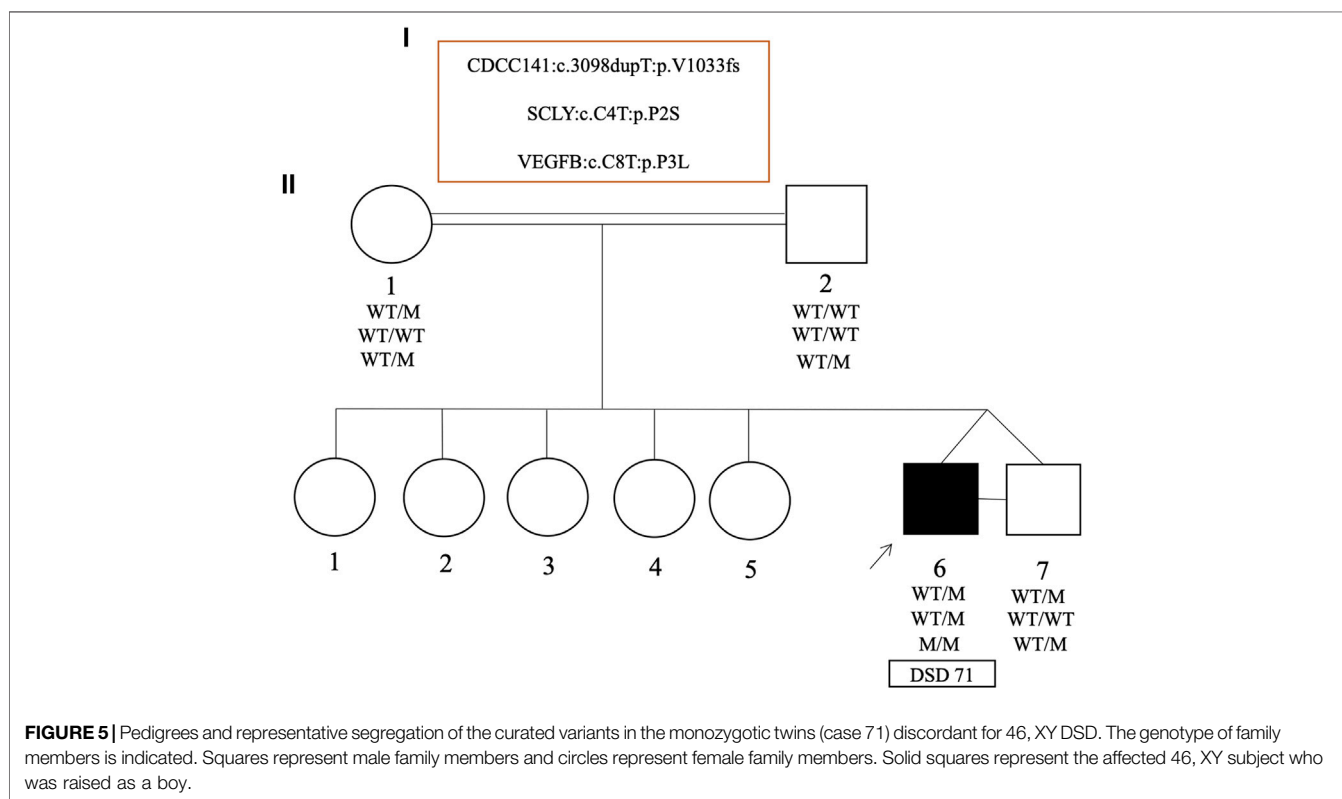 I
CDCC141:c.3098dupT:p.V1033fs
SCLY:c.C4T:p.P2S
VEGFB:c.C8T:p.P3L
II
1
WT/M
WT/WT
WT/M
2
WT/WT
WT/WT
WT/M
1
2
3
4
5
6
WT/M
WT/M
M/M
DSD 71
7
WT/M
WT/WT
WT/M
FIGURE 5 | Pedigrees and representative segregation of the curated variants in the monozygotic twins (case 71) discordant for 46, XY DSD. The genotype of family
members is indicated. Squares represent male family members and circles represent female family members. Solid squares represent the affected 46, XY subject who
was raised as a boy.